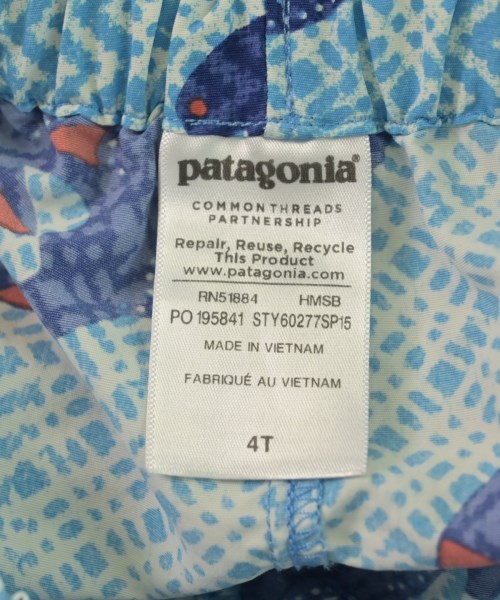 patagonia®
COMMONTHREADS
PARTNERSHIP
Repair, Reuse, Recycle
This Product
www.patagonia.com
RN51884 HMSB
PO 195841 STY60277SP15
MADE IN VIETNAM
FABRIQUÉ AU VIETNAM
4T